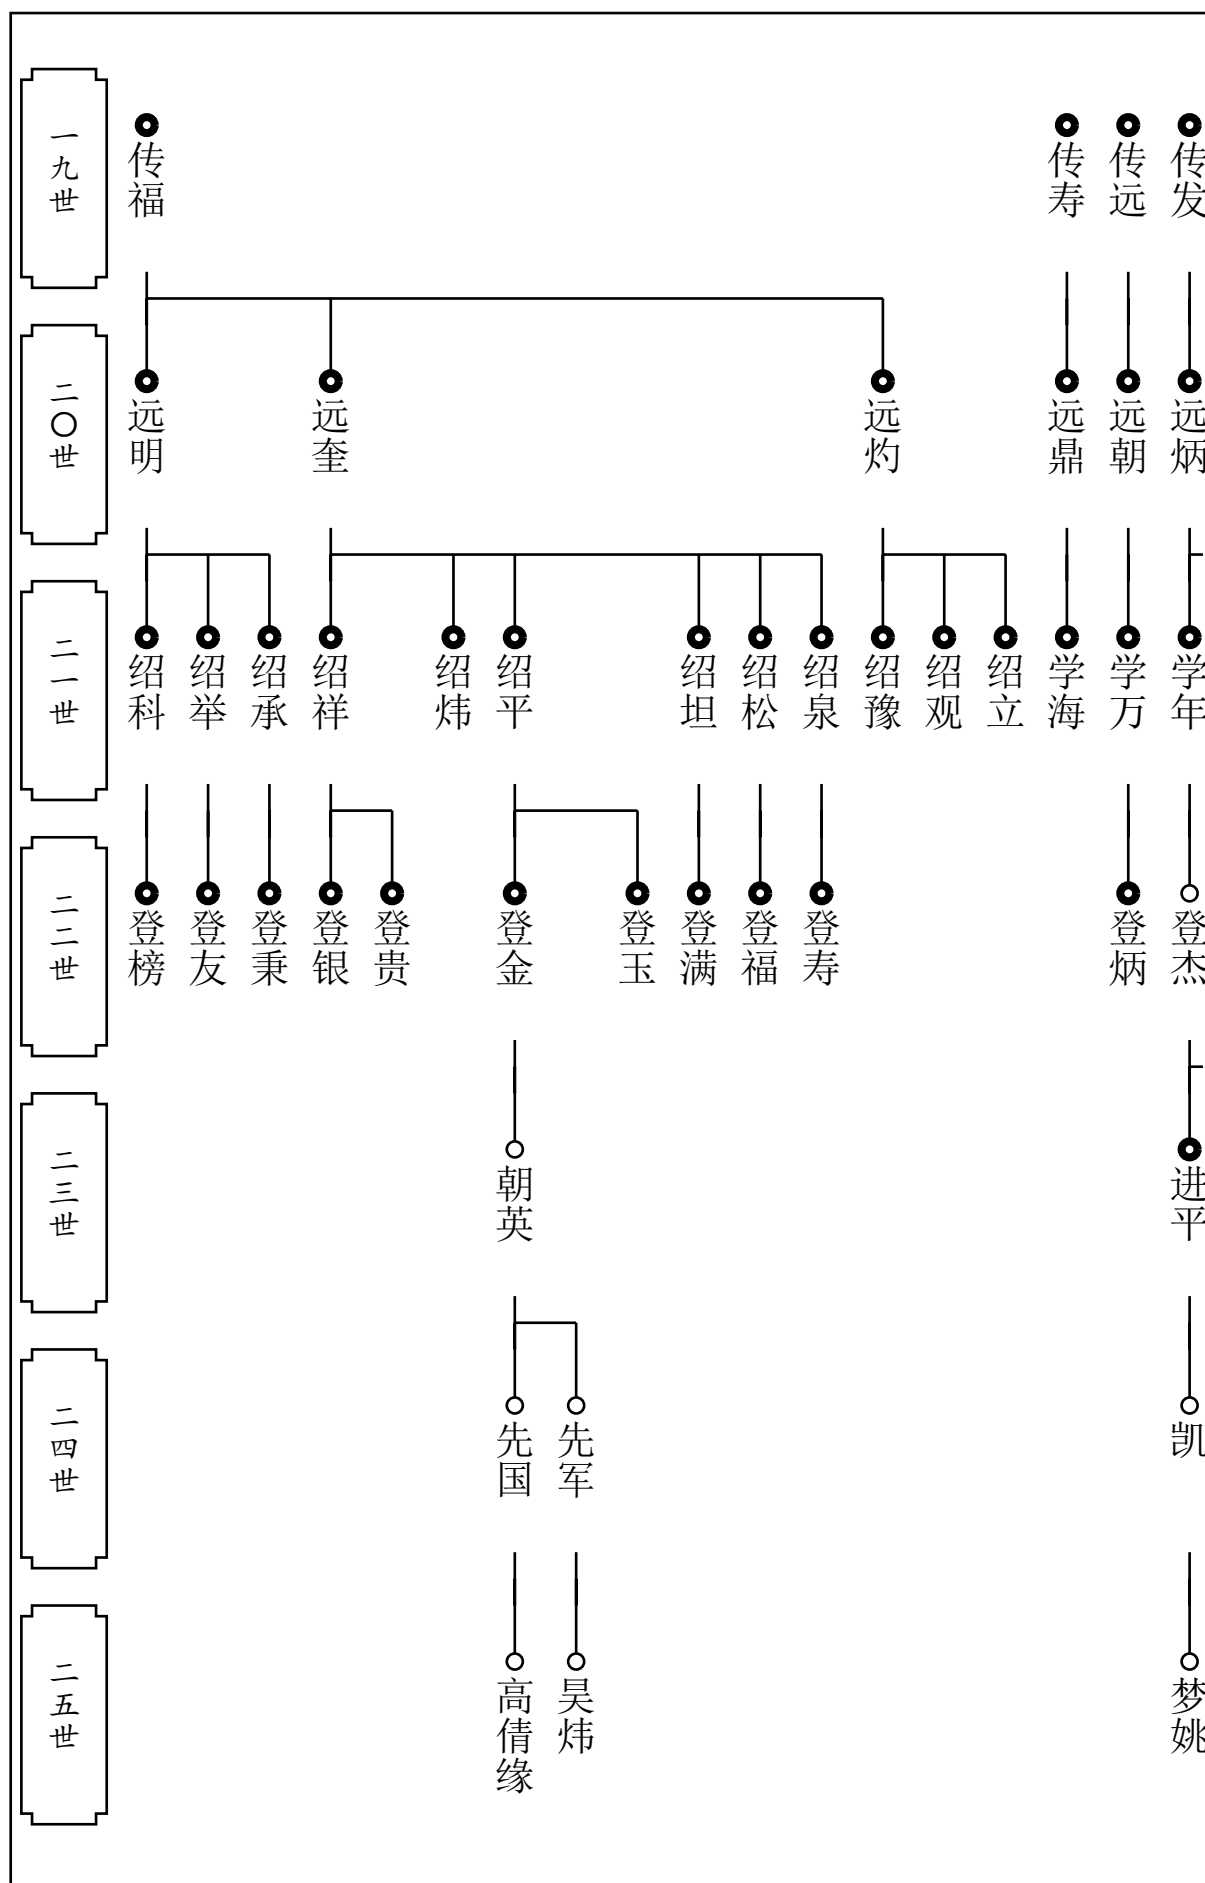 一九世
传福
传寿
传远
传发
二〇世
远明
远奎
远灼
远鼎
远朝
远炳
二一世
绍科
绍举
绍承
绍祥
绍炜
绍平
绍坦
绍松
绍泉
绍豫
绍观
绍立
学海
学万
学年
二二世
登榜
登友
登秉
登银
登贵
登金
登玉
登满
登福
登寿
登炳
登杰
二三世
朝英
进平
二四世
先国
先军
凯
二五世
高倩缘
昊炜
梦姚